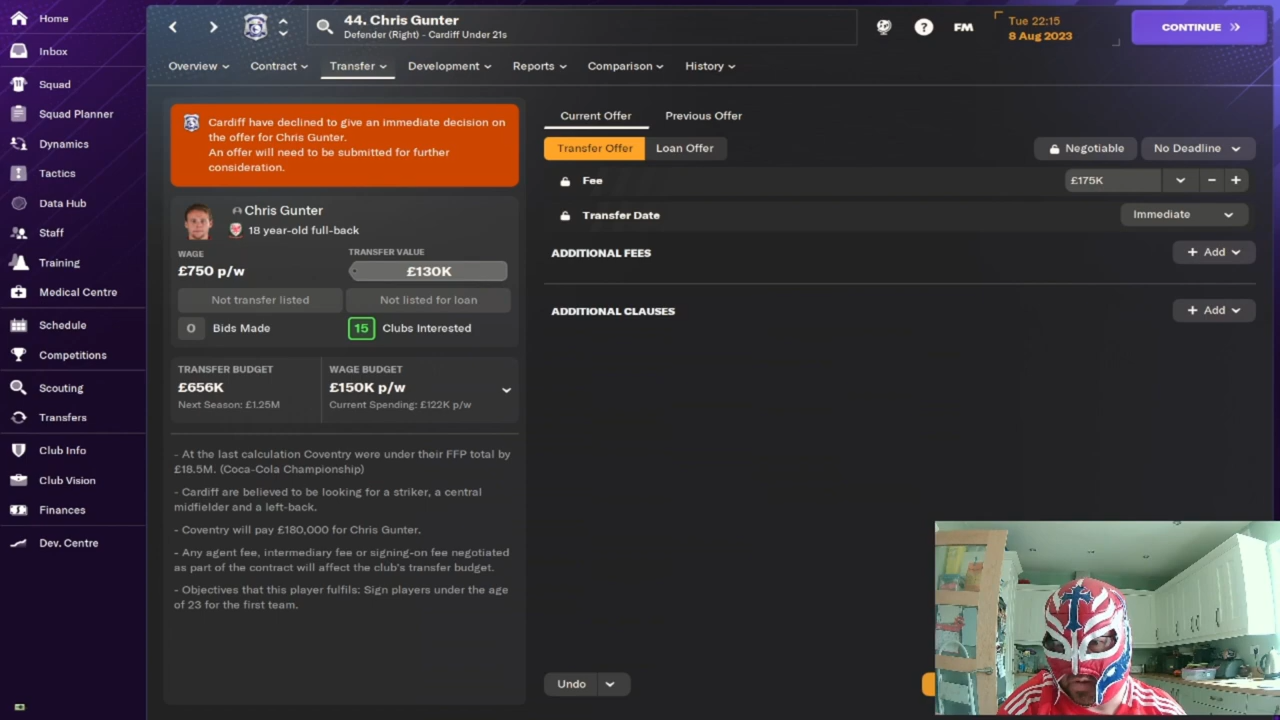 Home
Inbox
Squad
Squad Planner
Dynamics
Tactics
Data Hub
Staff
Training
Medical Centre
Schedule
Competitions
Scouting
Transfers
Club Info
Club Vision
Finances
Dev. Centre
44. Chris Gunter
Defender (Right) - Cardiff Under 21s
?
FM
Tue 22:15
8 Aug 2023
CONTINUE
Overview
Contract
Transfer
Development
Reports
Comparison
History
Cardiff have declined to give an immediate decision on
the offer for Chris Gunter.
An offer will need to be submitted for further
consideration.
Chris Gunter
18 year-old full-back
WAGE
£750 p/w
TRANSFER VALUE
£130K
Not transfer listed
Not listed for loan
0 Bids Made
15 Clubs Interested
TRANSFER BUDGET
£656K
Next Season: £1.25M
WAGE BUDGET
£150K p/w
Current Spending: £122K p/w
- At the last calculation Coventry were under their FFP total by
£18.5M. (Coca-Cola Championship)
- Cardiff are believed to be looking for a striker, a central
midfielder and a left-back.
- Coventry will pay £180,000 for Chris Gunter.
- Any agent fee, intermediary fee or signing-on fee negotiated
as part of the contract will affect the club's transfer budget.
- Objectives that this player fulfils: Sign players under the age
of 23 for the first team.
Current Offer
Previous Offer
Transfer Offer
Loan Offer
Negotiable
No Deadline
Fee
£175K
- +
Transfer Date
Immediate
ADDITIONAL FEES
+ Add
ADDITIONAL CLAUSES
+ Add
Undo